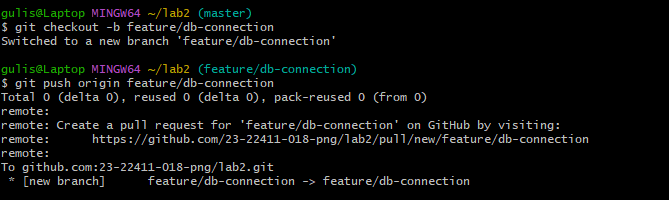 gulis@Laptop MINGW64 ~/lab2 (master)
$ git checkout -b feature/db-connection
Switched to a new branch 'feature/db-connection'
gulis@Laptop MINGW64 ~/lab2 (feature/db-connection)
$ git push origin feature/db-connection
Total 0 (delta 0), reused 0 (delta 0), pack-reused 0 (from 0)
remote:
remote: Create a pull request for 'feature/db-connection' on GitHub by visiting:
remote:      https://github.com/23-22411-018-png/lab2/pull/new/feature/db-connection
remote:
To github.com:23-22411-018-png/lab2.git
 * [new branch]      feature/db-connection -> feature/db-connection